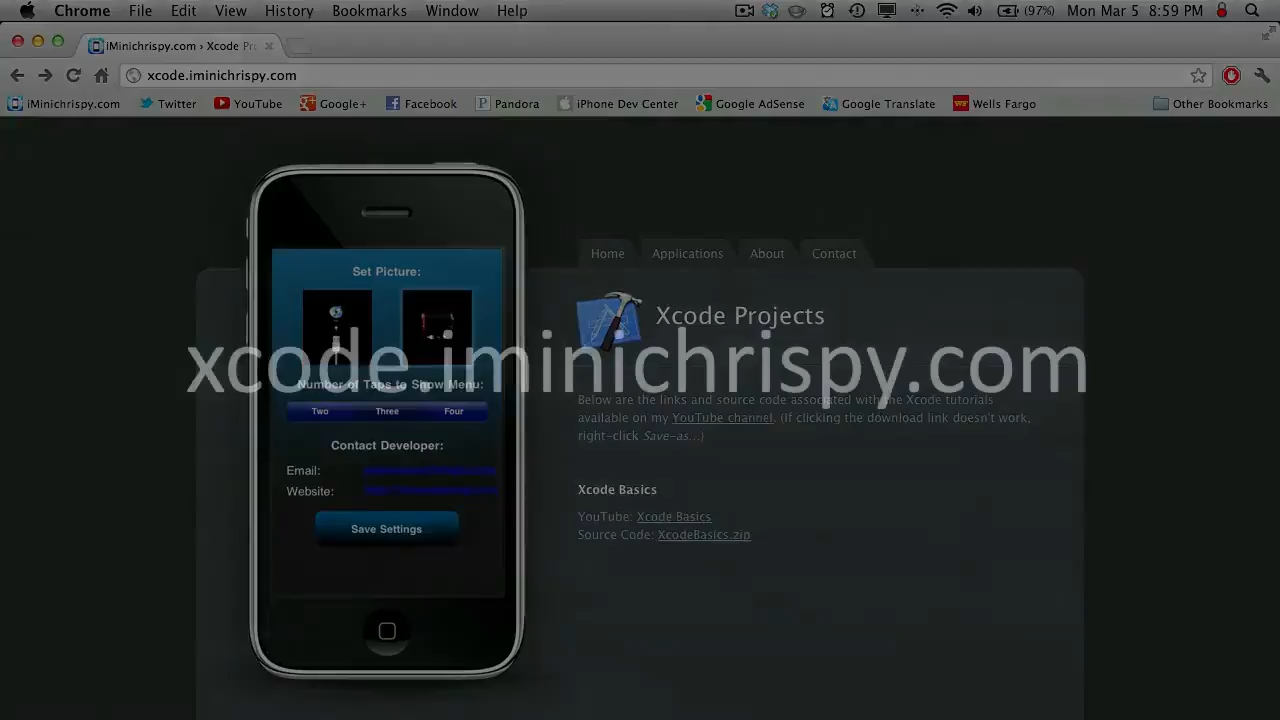 Chrome File Edit View History Bookmarks Window Help (97%) Mon Mar 5 8:59 PM
iMinichrispy.com › Xcode Pr
xcode.iminichrispy.com
iMinichrispy.com Twitter YouTube Google+ Facebook Pandora iPhone Dev Center Google AdSense Google Translate Wells Fargo Other Bookmarks
Home Applications About Contact
Set Picture:
Xcode Projects
xcode.iminichrispy.com
Number of Taps to Show Menu:
Two Three Four
Below are the links and source code associated with the Xcode tutorials
available on my YouTube channel. (If clicking the download link doesn't work,
right-click Save-as...)
Contact Developer:
Email:
Website:
Save Settings
Xcode Basics
YouTube: Xcode Basics
Source Code: XcodeBasics.zip